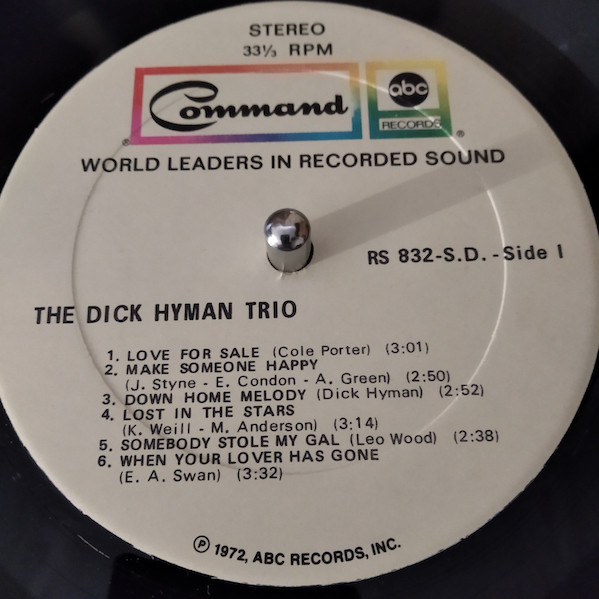 STEREO
33⅓ RPM
Command
abc
RECORDS
®
®
WORLD LEADERS IN RECORDED SOUND
RS 832-S.D. - Side I
THE DICK HYMAN TRIO
1. LOVE FOR SALE (Cole Porter) (3:01)
2. MAKE SOMEONE HAPPY
(J. Styne - E. Condon - A. Green) (2:50)
3. DOWN HOME MELODY (Dick Hyman) (2:52)
4. LOST IN THE STARS
(K. Weill - M. Anderson) (3:14)
5. SOMEBODY STOLE MY GAL (Leo Wood) (2:38)
6. WHEN YOUR LOVER HAS GONE
(E. A. Swan) (3:32)
℗ 1972, ABC RECORDS, INC.